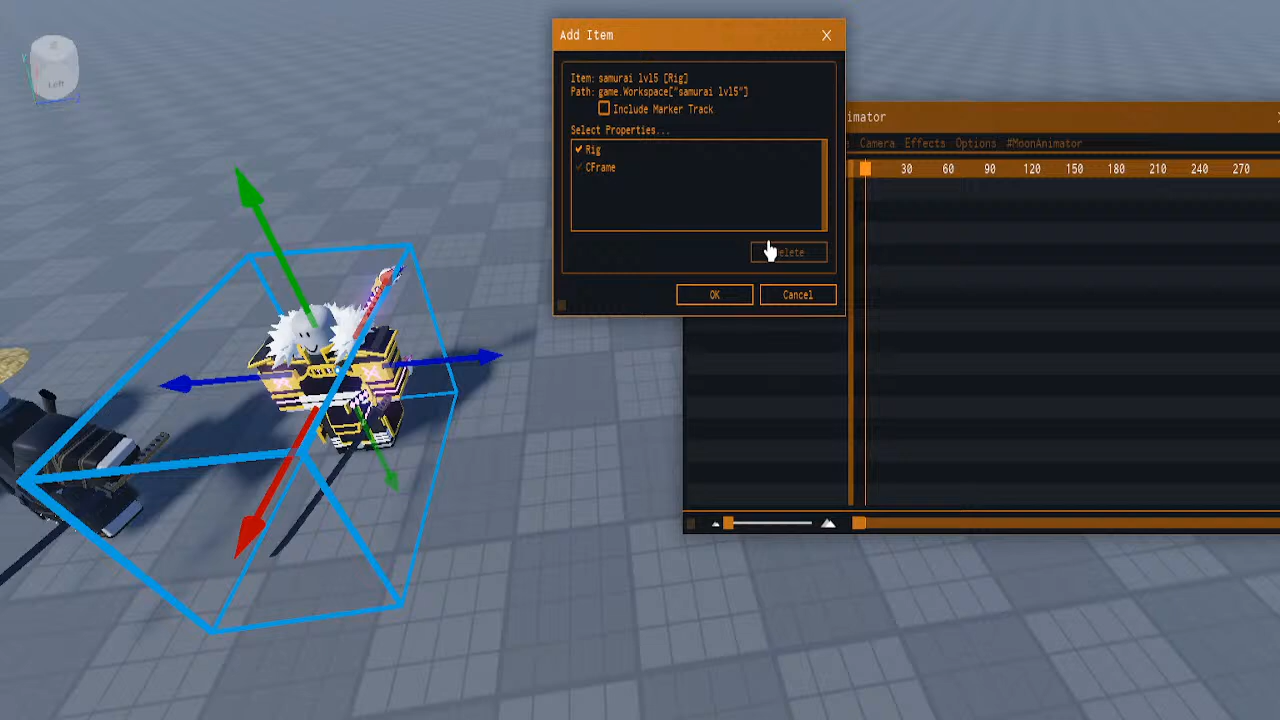 Left
Add Item
Item: samurai lvl5 [Rig]
Path: game.Workspace["samurai lvl5"]
Include Marker Track
Select Properties...
Rig
CFrame
OK
Cancel
Camera Effects Options #MoonAnimator
30 60 90 120 150 180 210 240 270